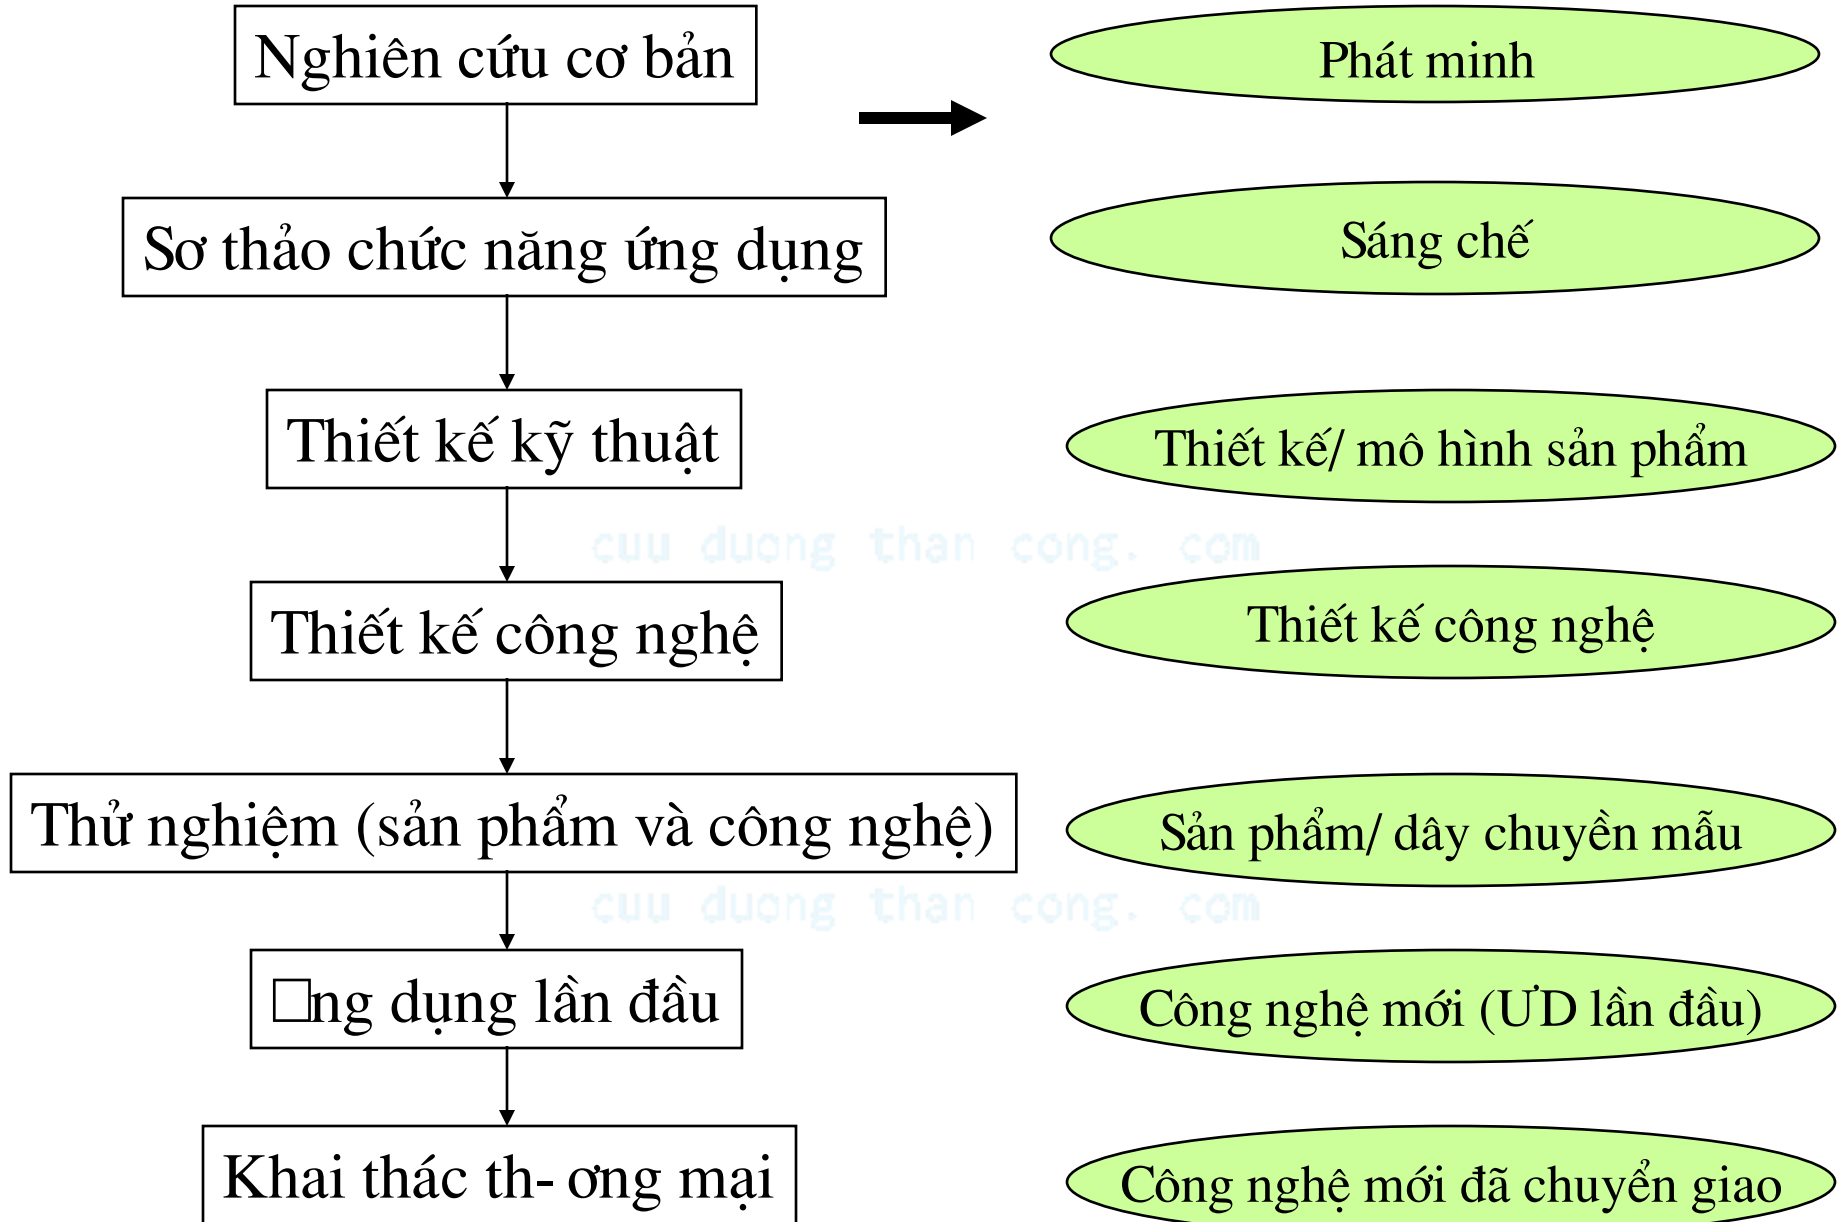 Nghiên cứu cơ bản
Phát minh
Sơ thảo chức năng ứng dụng
Sáng chế
Thiết kế kỹ thuật
Thiết kế/ mô hình sản phẩm
cuu duong than cong. com
Thiết kế công nghệ
Thiết kế công nghệ
Thử nghiệm (sản phẩm và công nghệ)
Sản phẩm/ dây chuyền mẫu
cuu duong than cong. com
□ng dụng lần đầu
Công nghệ mới (ƯD lần đầu)
Khai thác th- ơng mại
Công nghệ mới đã chuyển giao